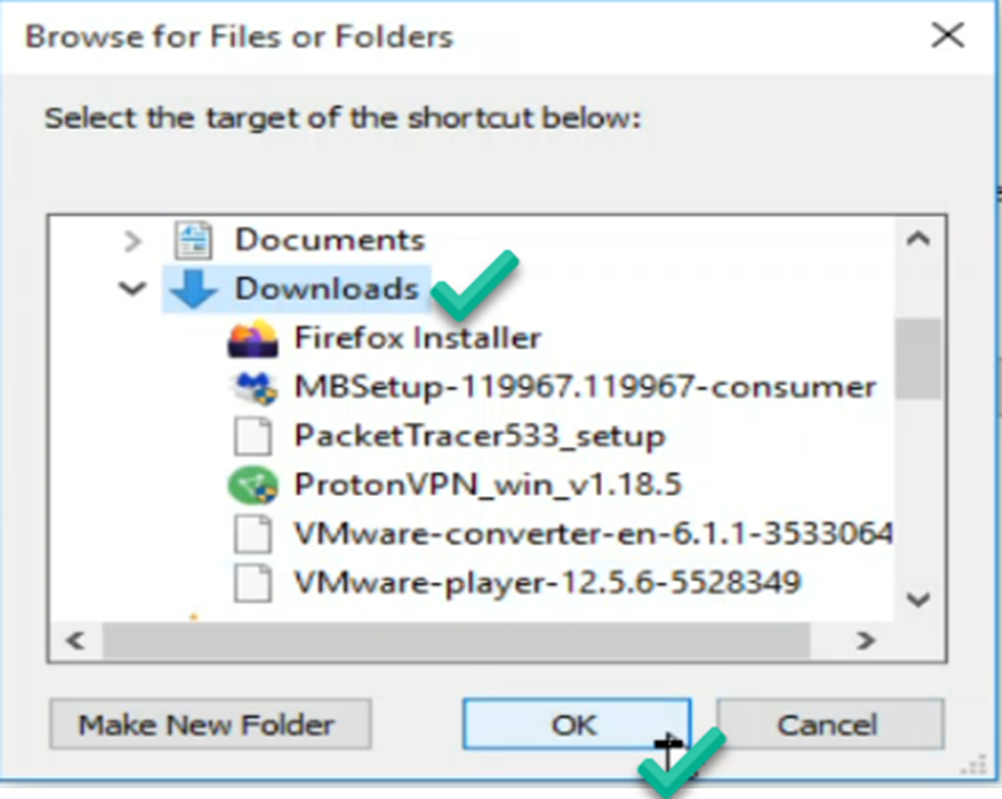 Browse for Files or Folders
Select the target of the shortcut below:
Documents
Downloads
Firefox Installer
MBSetup-119967.119967-consumer
PacketTracer533_setup
ProtonVPN_win_v1.18.5
VMware-converter-en-6.1.1-3533064
VMware-player-12.5.6-5528349
Make New Folder
OK
Cancel